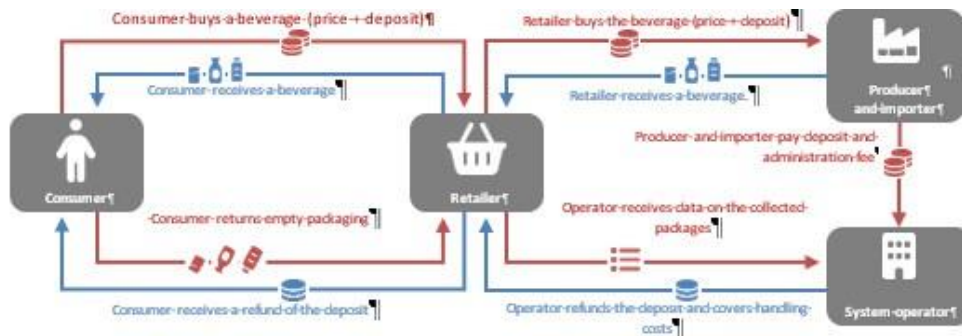 Consumer·buys·a·beverage·(price·+·deposit)¶
Retailer·buys·the·beverage·(price·+·deposit)¶
Consumer·receives·a·beverage¶
Retailer·receives·a·beverage.¶
¶
Producer¶
and·importer¶
Producer·and·importer·pay·deposit·and·
administration·fee¶
Consumer¶
Retailer¶
·Consumer·returns·empty·packaging¶
Operator·receives·data·on·the·collected·
packages¶
Consumer·receives·a·refund·of·the·deposit¶
Operator·refunds·the·deposit·and·covers·handling·
costs¶
System·operator¶